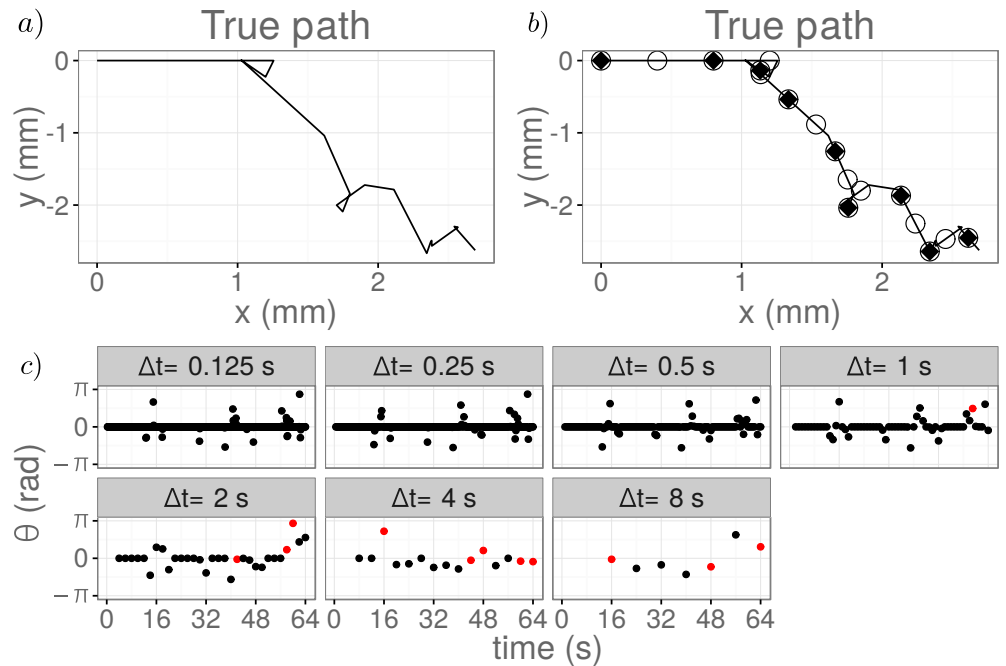 a) True path
b) True path
0
-1
-2
y (mm)
0 1 2
x (mm)
0
-1
-2
y (mm)
0 1 2
x (mm)
c)
Δt= 0.125 s Δt= 0.25 s Δt= 0.5 s Δt= 1 s
π
0
−π
Δt= 2 s Δt= 4 s Δt= 8 s
π
0
−π
θ (rad)
0 16 32 48 64 0 16 32 48 64 0 16 32 48 64
time (s)